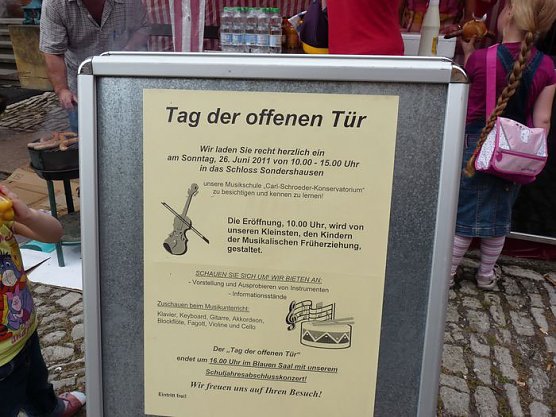 Tag der offenen Tür
Wir laden Sie recht herzlich ein
am Sonntag, 26. Juni 2011 von 10.00 - 15.00 Uhr
in das Schloss Sondershausen
unsere Musikschule „Carl-Schroeder-Konservatorium"
zu besichtigen und kennen zu lernen!
Die Eröffnung, 10.00 Uhr, wird von
unseren Kleinsten, den Kindern
der Musikalischen Früherziehung,
gestaltet.
SCHAUEN SIE SICH UM! WIR BIETEN AN:
- Vorstellung und Ausprobieren von Instrumenten
- Informationsstände
Zuschauen beim Musikunterricht:
Klavier, Keyboard, Gitarre, Akkordeon,
Blockflöte, Fagott, Violine und Cello
Der „Tag der offenen Tür"
endet um 16.00 Uhr im Blauen Saal mit unserem
Schuljahresabschlusskonzert!
Wir freuen uns auf Ihren Besuch!
Eintritt frei!